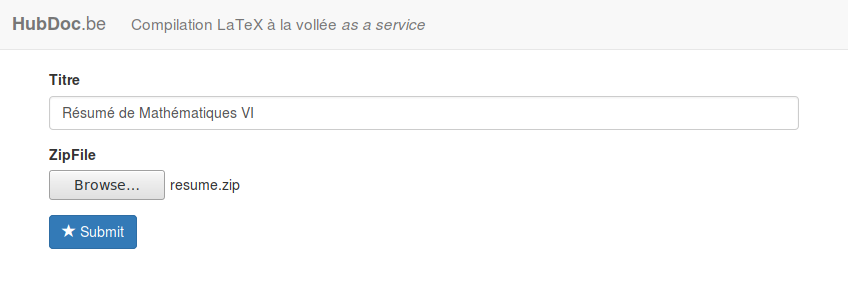 HubDoc.be Compilation LaTeX à la vollée as a service
Titre
Résumé de Mathématiques VI
ZipFile
Browse... resume.zip
Submit